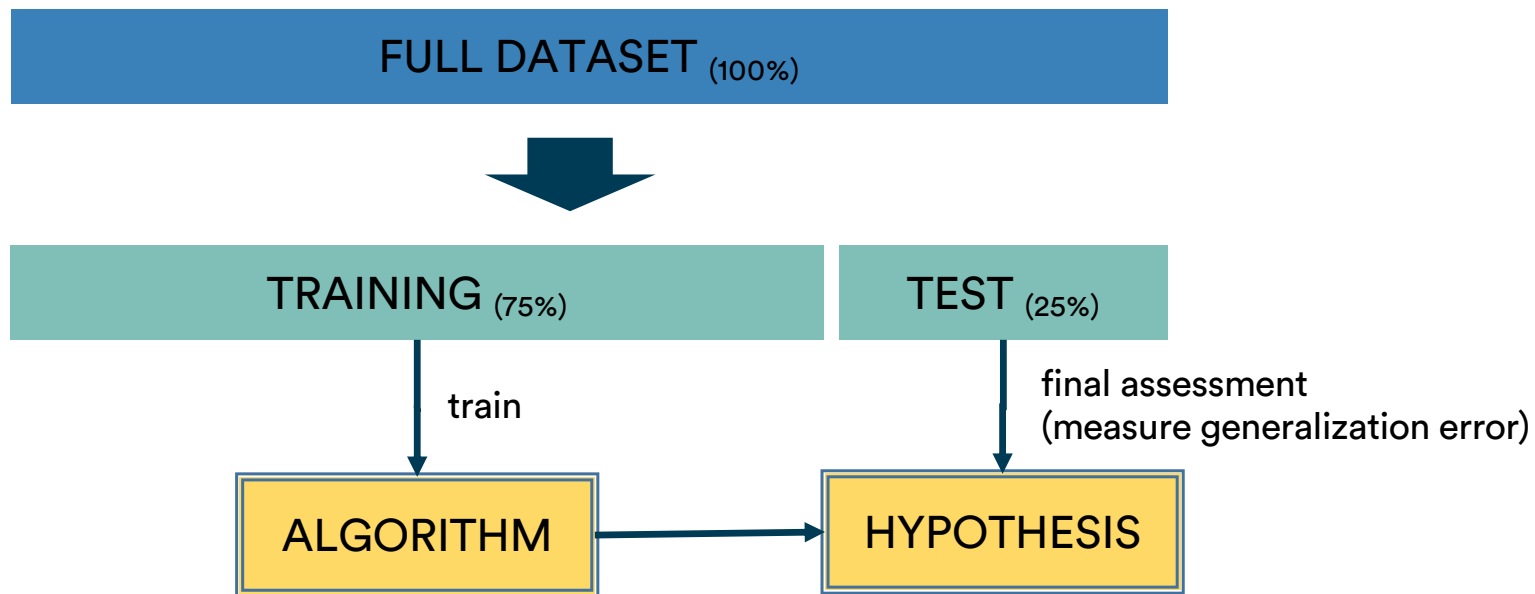 FULL DATASET (100%)
TRAINING (75%)
TEST (25%)
train
final assessment
(measure generalization error)
ALGORITHM
HYPOTHESIS